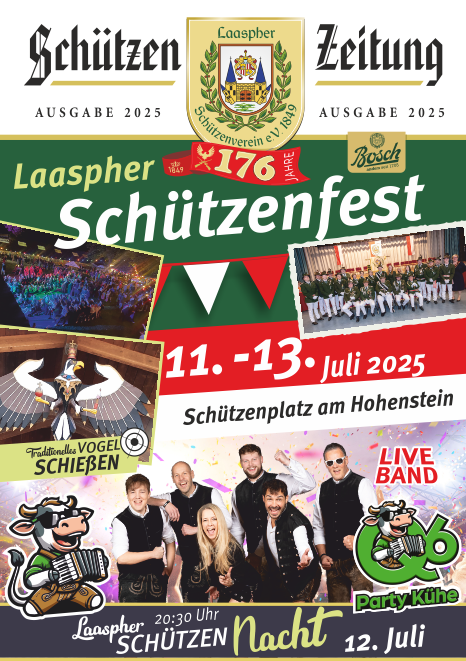 Schützen Zeitung
AUSGABE 2025
AUSGABE 2025
Laaspher
Schützenverein e.V. 1849
seit 1849
176 JAHRE
Bosch
Laaspher
Schützenfest
11. -13. Juli 2025
Schützenplatz am Hohenstein
Traditionelles VOGEL
SCHIEẞEN
LIVE
BAND
Q6
Party Kühe
Laaspher 20:30 Uhr
SCHÜTZEN Nacht 12. Juli